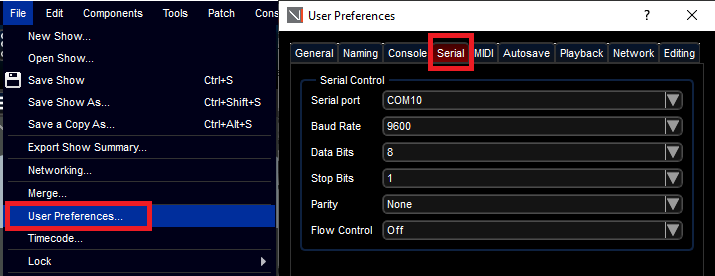 File Edit Components Tools Patch Cons
New Show...
Open Show...
Save Show Ctrl+S
Save Show As... Ctrl+Shift+S
Save a Copy As... Ctrl+Alt+S
Export Show Summary...
Networking...
Merge...
User Preferences...
Timecode...
Lock
User Preferences ? ×
General Naming Console Serial MIDI Autosave Playback Network Editing
Serial Control
Serial port COM10
Baud Rate 9600
Data Bits 8
Stop Bits 1
Parity None
Flow Control Off